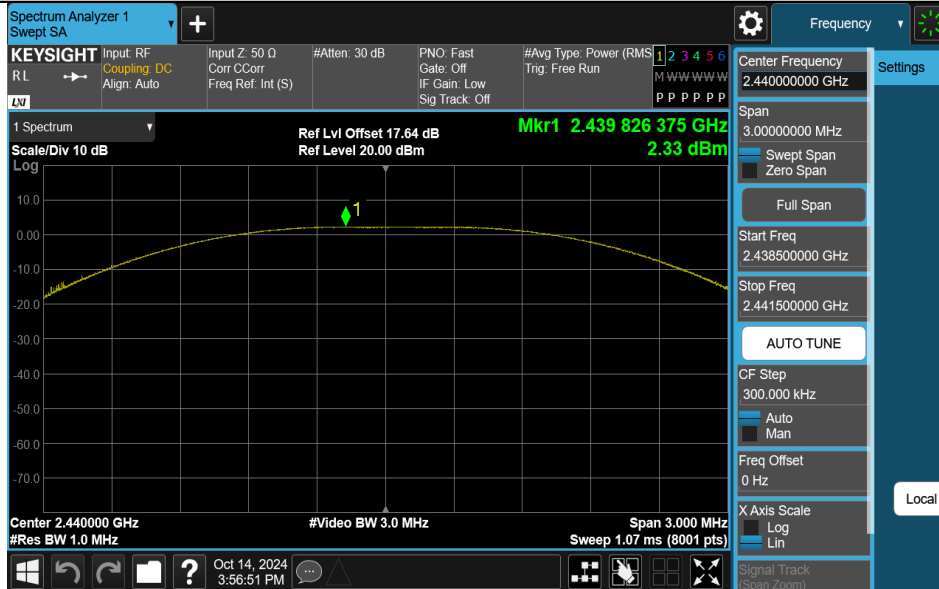 Spectrum Analyzer 1
Swept SA
+
Frequency
KEYSIGHT
R L
LXI
Input: RF
Coupling: DC
Align: Auto
Input Z: 50 Ω
Corr CCorr
Freq Ref: Int (S)
#Atten: 30 dB
PNO: Fast
Gate: Off
IF Gain: Low
Sig Track: Off
#Avg Type: Power (RMS
Trig: Free Run
1 2 3 4 5 6
M W W W W W
P P P P P P
1 Spectrum
Scale/Div 10 dB
Log
Ref Lvl Offset 17.64 dB
Ref Level 20.00 dBm
Mkr1 2.439 826 375 GHz
2.33 dBm
1
10.0
0.00
-10.0
-20.0
-30.0
-40.0
-50.0
-60.0
-70.0
Center 2.440000 GHz
#Res BW 1.0 MHz
#Video BW 3.0 MHz
Span 3.000 MHz
Sweep 1.07 ms (8001 pts)
?
Oct 14, 2024
3:56:51 PM
Center Frequency
2.440000000 GHz
Span
3.00000000 MHz
Swept Span
Zero Span
Full Span
Start Freq
2.438500000 GHz
Stop Freq
2.441500000 GHz
AUTO TUNE
CF Step
300.000 kHz
Auto
Man
Freq Offset
0 Hz
X Axis Scale
Log
Lin
Signal Track
(Span Zoom)
Settings
Local